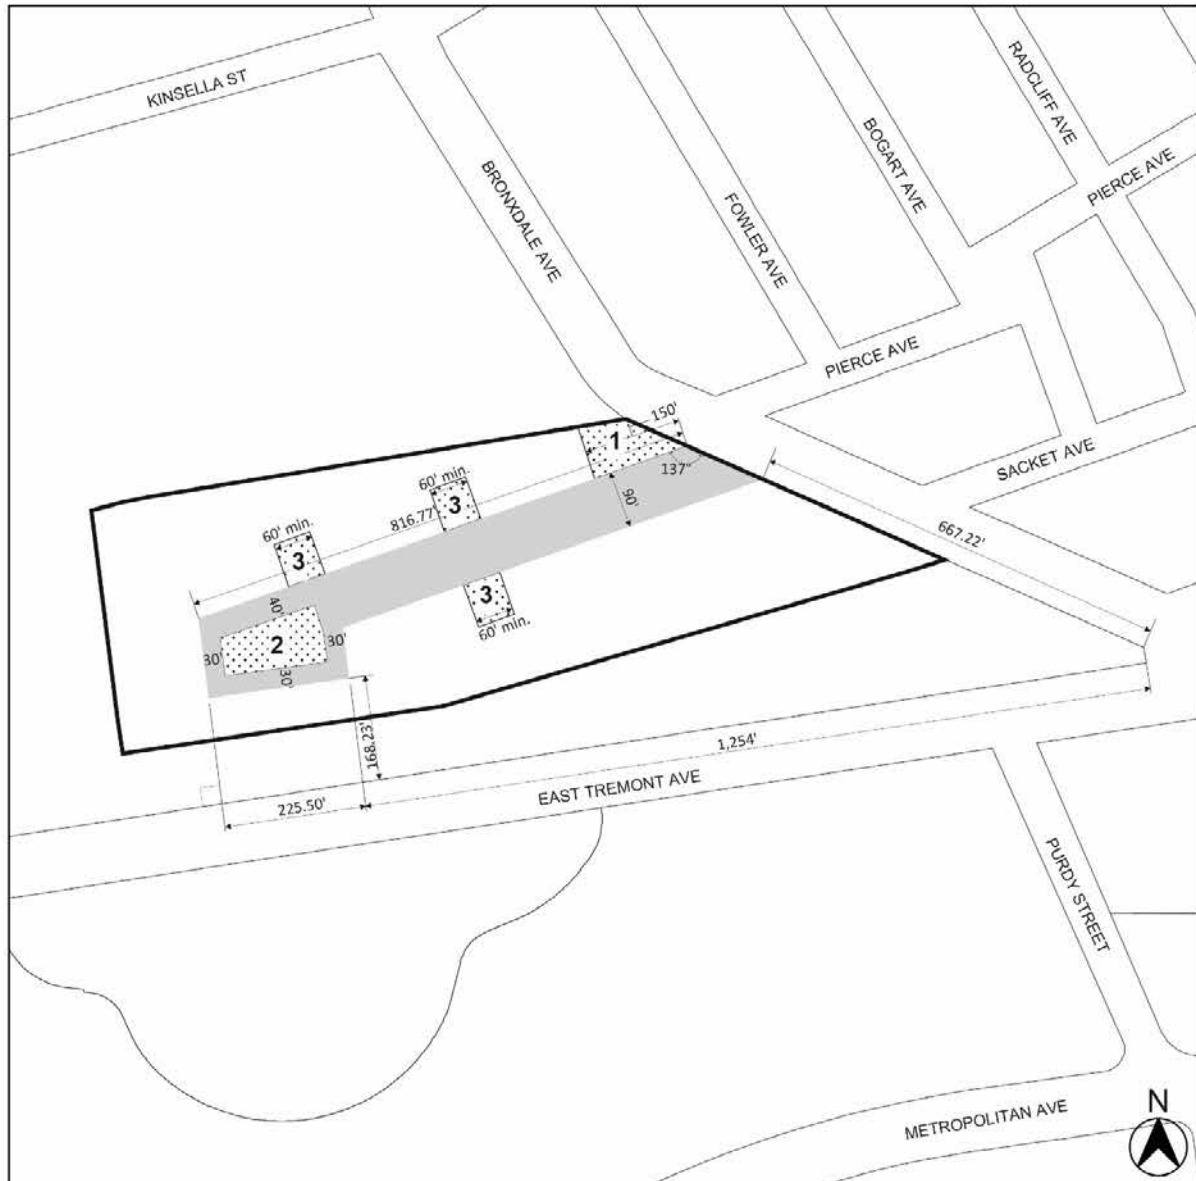 KINSELLA ST
BRONXDALE AVE
FOWLER AVE
BOGART AVE
RADCLIFF AVE
PIERCE AVE
PIERCE AVE
SACKET AVE
150'
1
137°
60' min.
3
816.77'
90'
60' min.
3
667.22'
3
60' min.
40'
2
30'
30'
30'
168.23'
1,254'
225.50'
EAST TREMONT AVE
PURDY STREET
METROPOLITAN AVE
N